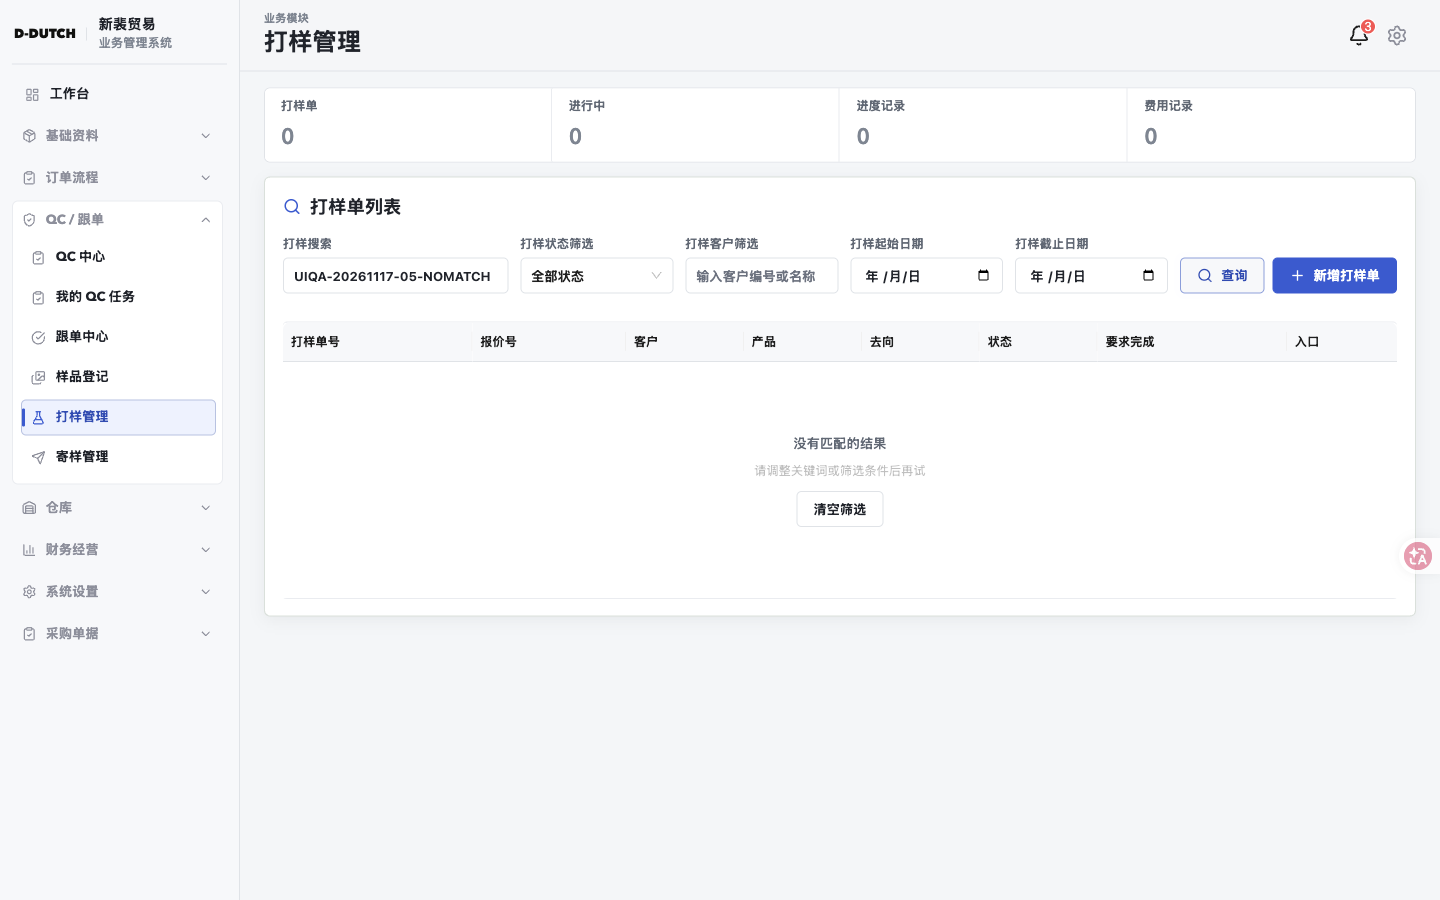 D-DUTCH
新裴贸易
业务管理系统
工作台
基础资料
订单流程
QC / 跟单
QC 中心
我的 QC 任务
跟单中心
样品登记
打样管理
寄样管理
仓库
财务经营
系统设置
采购单据
业务模块
打样管理
3
打样单
0
进行中
0
进度记录
0
费用记录
0
打样单列表
打样搜索
打样状态筛选
打样客户筛选
打样起始日期
打样截止日期
UIQA-20261117-05-NOMATCH
全部状态
输入客户编号或名称
年 /月/日
年 /月/日
查询
新增打样单
打样单号
报价号
客户
产品
去向
状态
要求完成
入口
没有匹配的结果
请调整关键词或筛选条件后再试
清空筛选